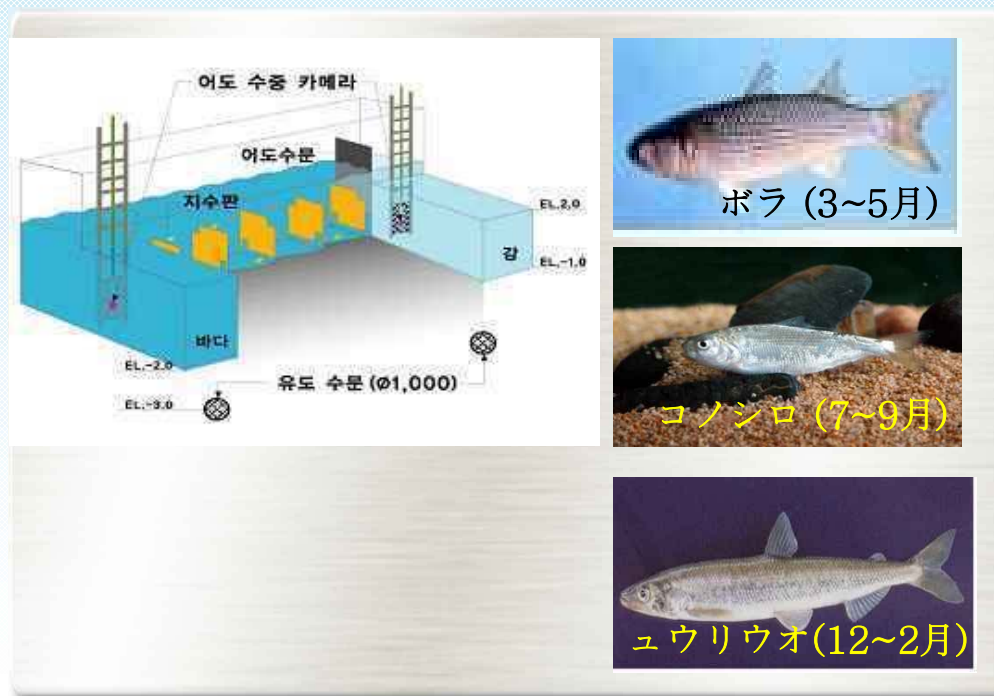 어도 수중 카메라
어도수문
지수판
EL.2.0
강
EL.-1.0
바다
EL.-2.0
유도 수문(Ø1,000)
EL.-3.0
ボラ (3~5月)
コノシロ (7~9月)
ュウリウオ(12~2月)